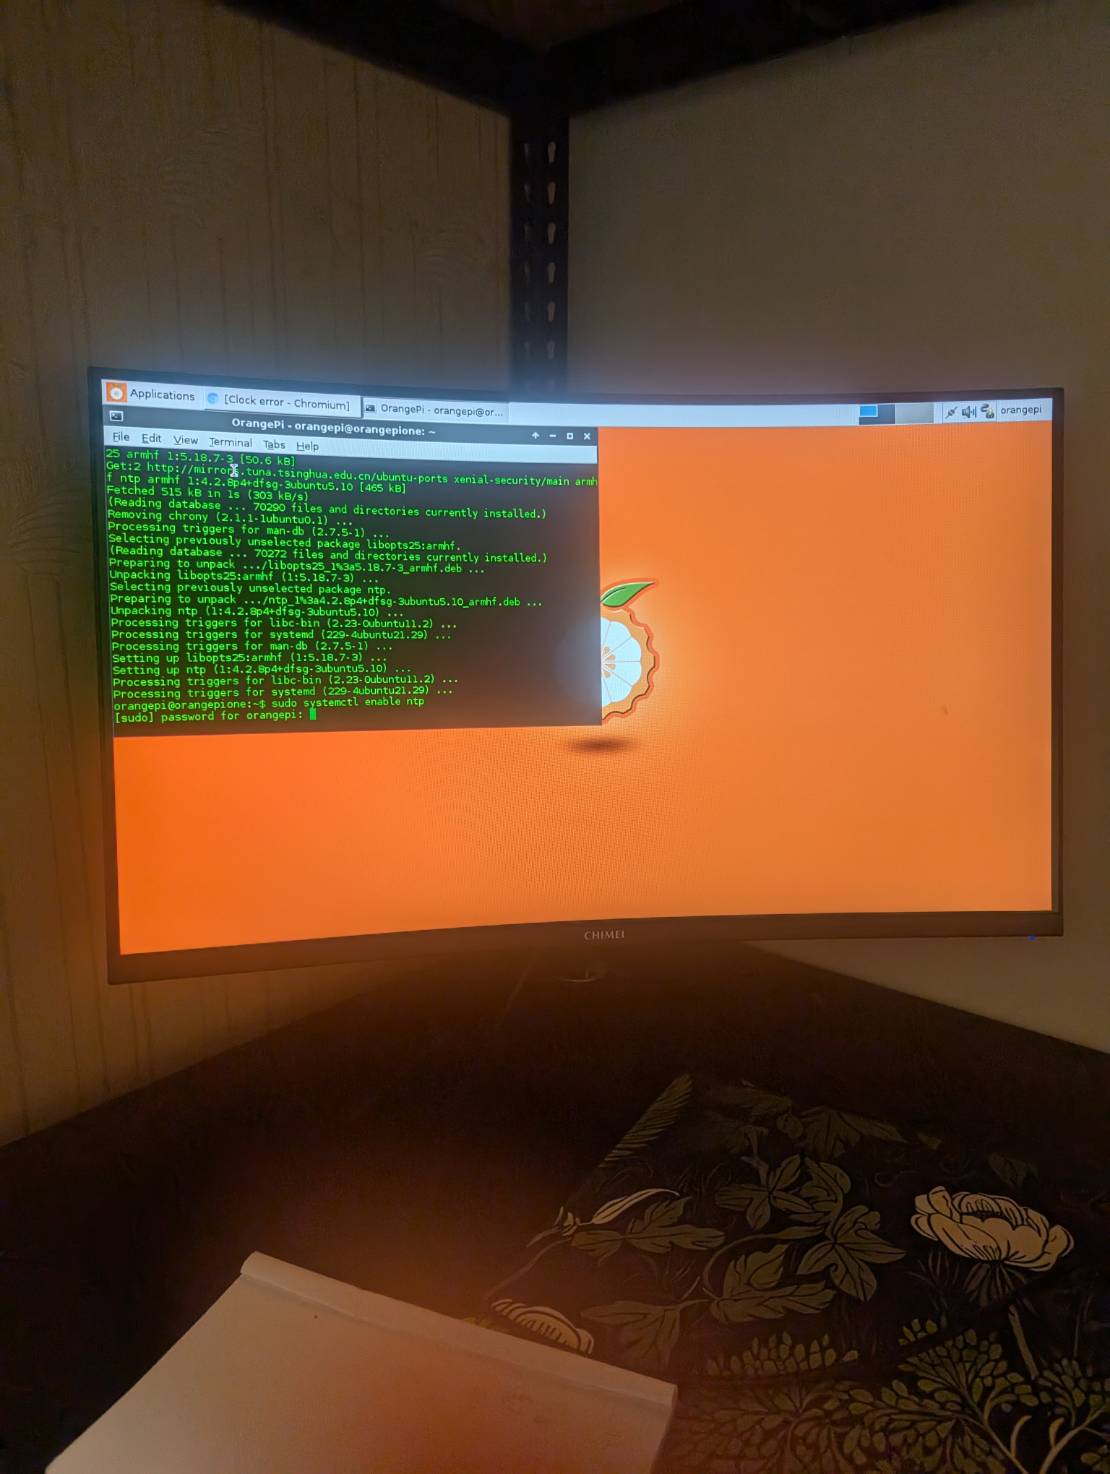 Applications
[Clock error - Chromium]
OrangePi - orangepi@or...
orangepi
OrangePi - orangepi@orangepione: ~
File Edit View Terminal Tabs Help
25 armhf 1:5.18.7-3 [50.6 kB]
Get:2 http://mirrors.tuna.tsinghua.edu.cn/ubuntu-ports xenial-security/main armh
f ntp armhf 1:4.2.8p4+dfsg-3ubuntu5.10 [465 kB]
Fetched 515 kB in 1s (303 kB/s)
(Reading database ... 70290 files and directories currently installed.)
Removing chrony (2.1.1-1ubuntu0.1) ...
Processing triggers for man-db (2.7.5-1) ...
Selecting previously unselected package libopts25:armhf.
(Reading database ... 70272 files and directories currently installed.)
Preparing to unpack .../libopts25_1%3a5.18.7-3_armhf.deb ...
Unpacking libopts25:armhf (1:5.18.7-3) ...
Selecting previously unselected package ntp.
Preparing to unpack .../ntp_1%3a4.2.8p4+dfsg-3ubuntu5.10_armhf.deb ...
Unpacking ntp (1:4.2.8p4+dfsg-3ubuntu5.10) ...
Processing triggers for libc-bin (2.23-0ubuntu11.2) ...
Processing triggers for systemd (229-4ubuntu21.29) ...
Processing triggers for man-db (2.7.5-1) ...
Setting up libopts25:armhf (1:5.18.7-3) ...
Setting up ntp (1:4.2.8p4+dfsg-3ubuntu5.10) ...
Processing triggers for libc-bin (2.23-0ubuntu11.2) ...
Processing triggers for systemd (229-4ubuntu21.29) ...
orangepi@orangepione:~$ sudo systemctl enable ntp
[sudo] password for orangepi:
CHIMEI